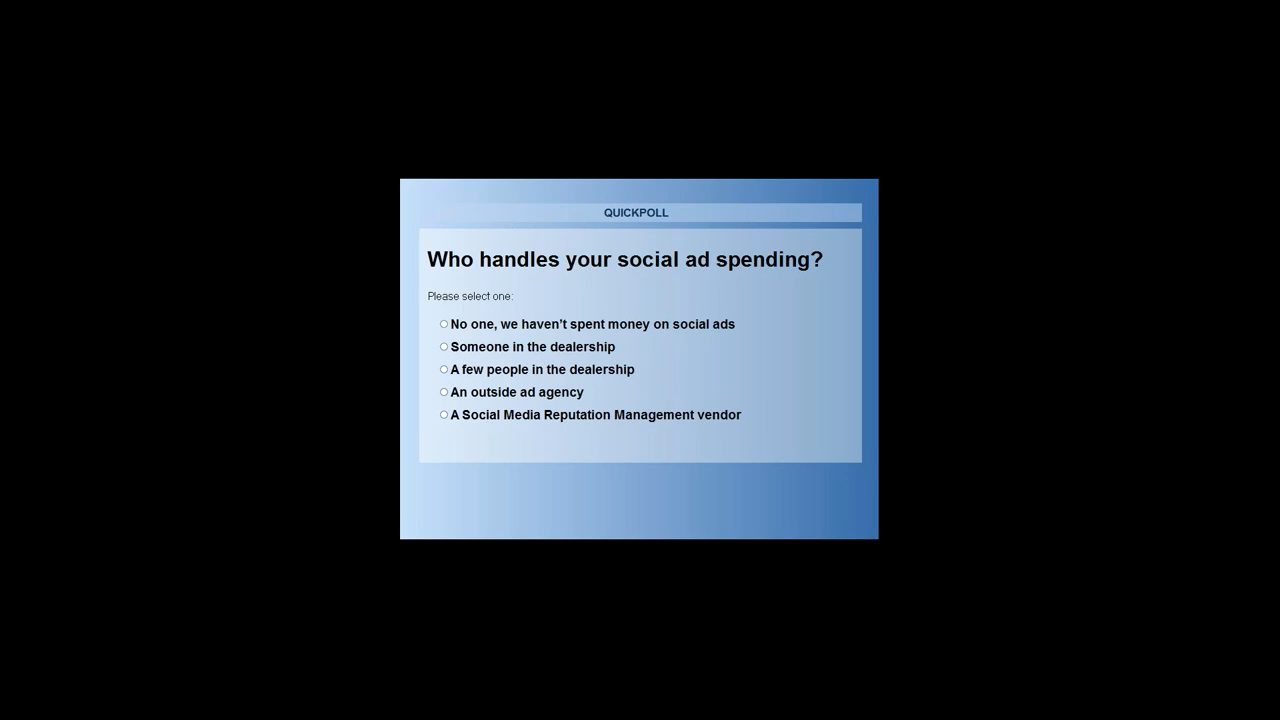 QUICKPOLL
Who handles your social ad spending?
Please select one:
No one, we haven't spent money on social ads
Someone in the dealership
A few people in the dealership
An outside ad agency
A Social Media Reputation Management vendor